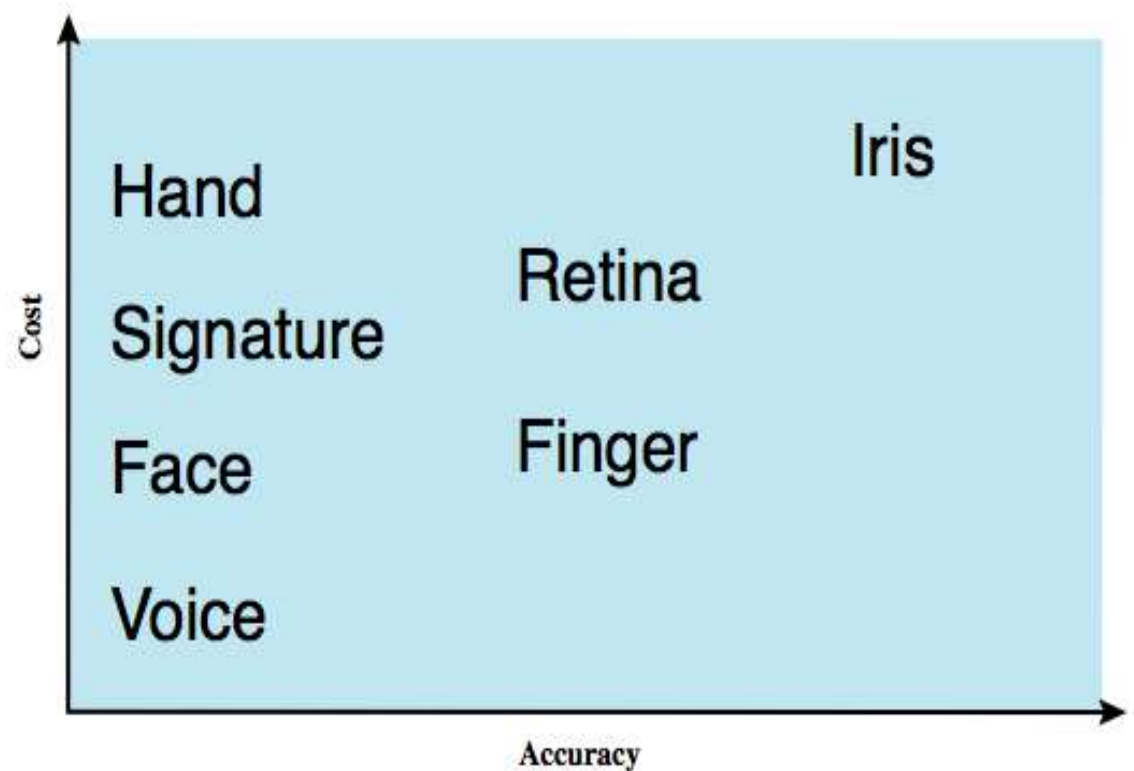 Iris
Hand
Retina
Signature
Finger
Face
Voice
Cost
Accuracy